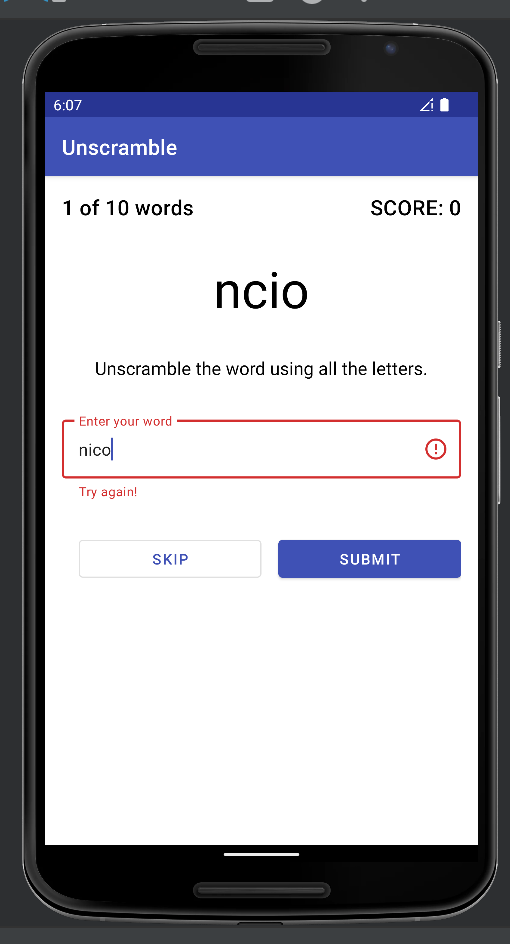 6:07
Unscramble
1 of 10 words SCORE: 0
ncio
Unscramble the word using all the letters.
Enter your word
nico
Try again!
SKIP SUBMIT